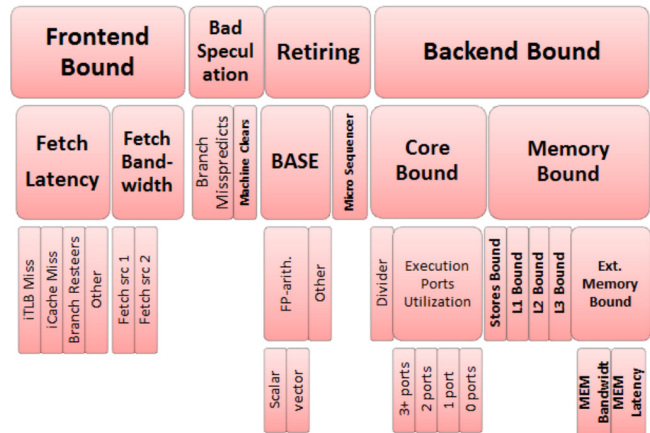 Frontend
Bound
Bad
Specul
ation
Retiring
Backend Bound
Fetch
Latency
Fetch
Band-
width
Branch
Misspredicts
Machine Clears
BASE
Micro Sequencer
Core
Bound
Memory
Bound
iTLB Miss
iCache Miss
Branch Resteers
Other
Fetch src 1
Fetch src 2
FP-arith.
Other
Divider
Execution
Ports
Utilization
Stores Bound
L1 Bound
L2 Bound
L3 Bound
Ext.
Memory
Bound
Scalar
vector
3+ ports
2 ports
1 port
0 ports
MEM
Bandwidt
MEM
Latency